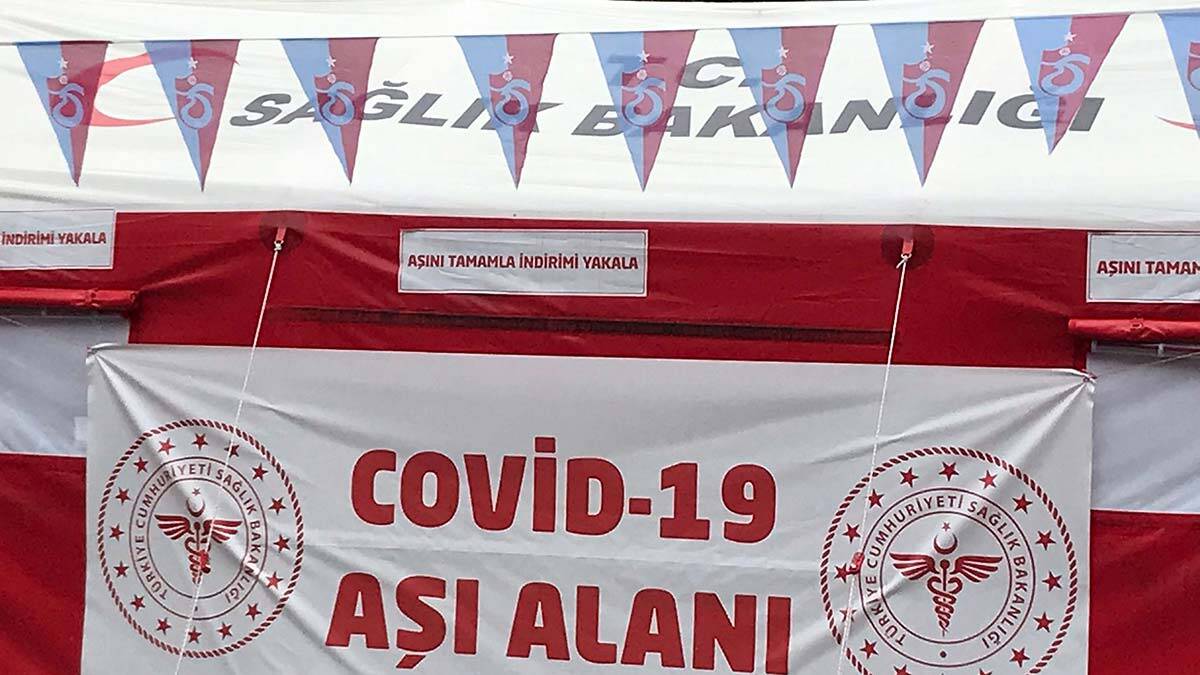 T.C.
SAĞLIK BAKANLIĞI
İNDİRİMİ YAKALA
AŞINI TAMAMLA İNDİRİMİ YAKALA
AŞINI TAMAM
COVİD-19
AŞI ALANI
TÜRKİYE CUMHURİYETİ SAĞLIK BAKANLIĞI
TÜRKİYE CUMHURİYETİ SAĞLIK BAKANLIĞI